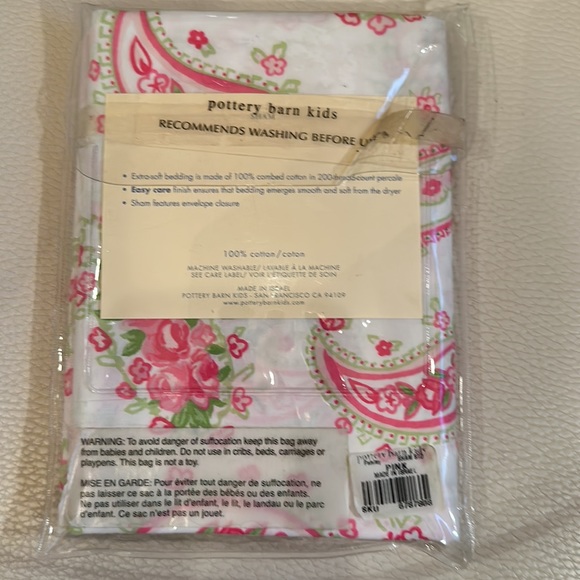 pottery barn kids
SHAM
RECOMMENDS WASHING BEFORE
• Extra-soft bedding is made of 100% combed cotton in 200-thread-count percale
• Easy care finish ensures that bedding emerges smooth and soft from the dryer
• Sham features envelope closure
100% cotton/coton
MACHINE WASHABLE/ LAVABLE À LA MACHINE
SEE CARE LABEL/ VOIR L'ÉTIQUETTE DE SOIN
MADE IN ISRAEL
POTTERY BARN KIDS - SAN FRANCISCO CA 94109
www.potterybarnkids.com
WARNING: To avoid danger of suffocation keep this bag away
from babies and children. Do not use in cribs, beds, carriages or
playpens. This bag is not a toy.
MISE EN GARDE: Pour éviter tout danger de suffocation, ne
pas laisser ce sac à la portée des bébés ou des enfants.
Ne pas utiliser dans le lit d'enfant, le lit, le landau ou le parc
d'enfant. Ce sac n'est pas un jouet.
pottery barn kids
SHAM STD
PINK
MADE IN ISRAEL
SKU